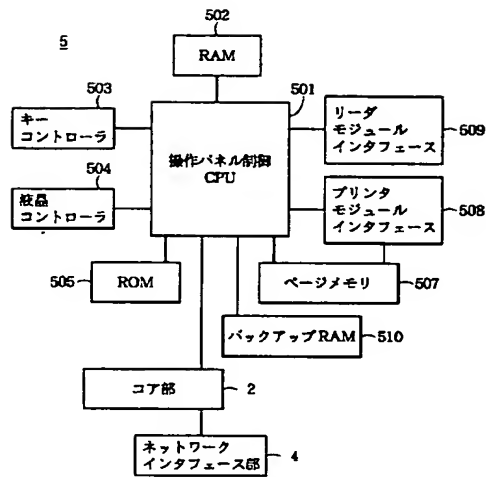 5
502
RAM
503
キー
コントローラ
501
操作パネル制御
CPU
リーダ
モジュール
インタフェース
509
504
液晶
コントローラ
プリンタ
モジュール
インタフェース
508
505
ROM
ページメモリ
507
バックアップRAM
510
コア部
2
ネットワーク
インタフェース部
4